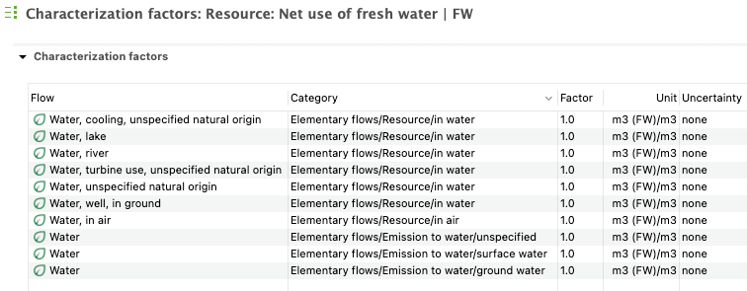 Characterization factors: Resource: Net use of fresh water | FW
Characterization factors
Flow Category Factor Unit Uncertainty
Water, cooling, unspecified natural origin Elementary flows/Resource/in water 1.0 m3 (FW)/m3 none
Water, lake Elementary flows/Resource/in water 1.0 m3 (FW)/m3 none
Water, river Elementary flows/Resource/in water 1.0 m3 (FW)/m3 none
Water, turbine use, unspecified natural origin Elementary flows/Resource/in water 1.0 m3 (FW)/m3 none
Water, unspecified natural origin Elementary flows/Resource/in water 1.0 m3 (FW)/m3 none
Water, well, in ground Elementary flows/Resource/in water 1.0 m3 (FW)/m3 none
Water, in air Elementary flows/Resource/in air 1.0 m3 (FW)/m3 none
Water Elementary flows/Emission to water/unspecified 1.0 m3 (FW)/m3 none
Water Elementary flows/Emission to water/surface water 1.0 m3 (FW)/m3 none
Water Elementary flows/Emission to water/ground water 1.0 m3 (FW)/m3 none